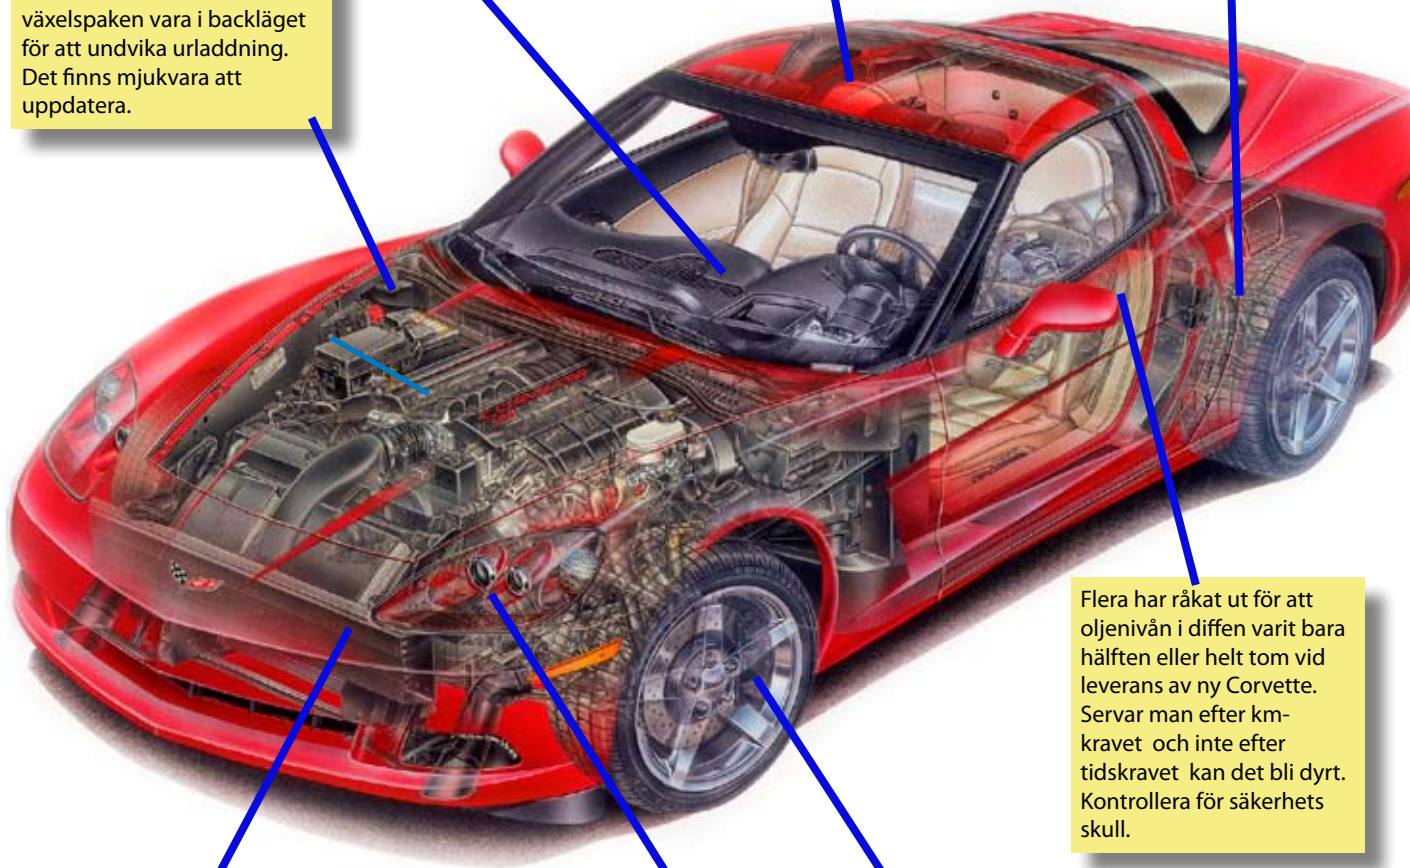 växelspaken vara i backläget
för att undvika urladdning.
Det finns mjukvara att
uppdatera.
Flera har råkat ut för att
oljenivån i diffen varit bara
hälften eller helt tom vid
leverans av ny Corvette.
Servar man efter km-
kravet och inte efter
tidskravet kan det bli dyrt.
Kontrollera för säkerhets
skull.